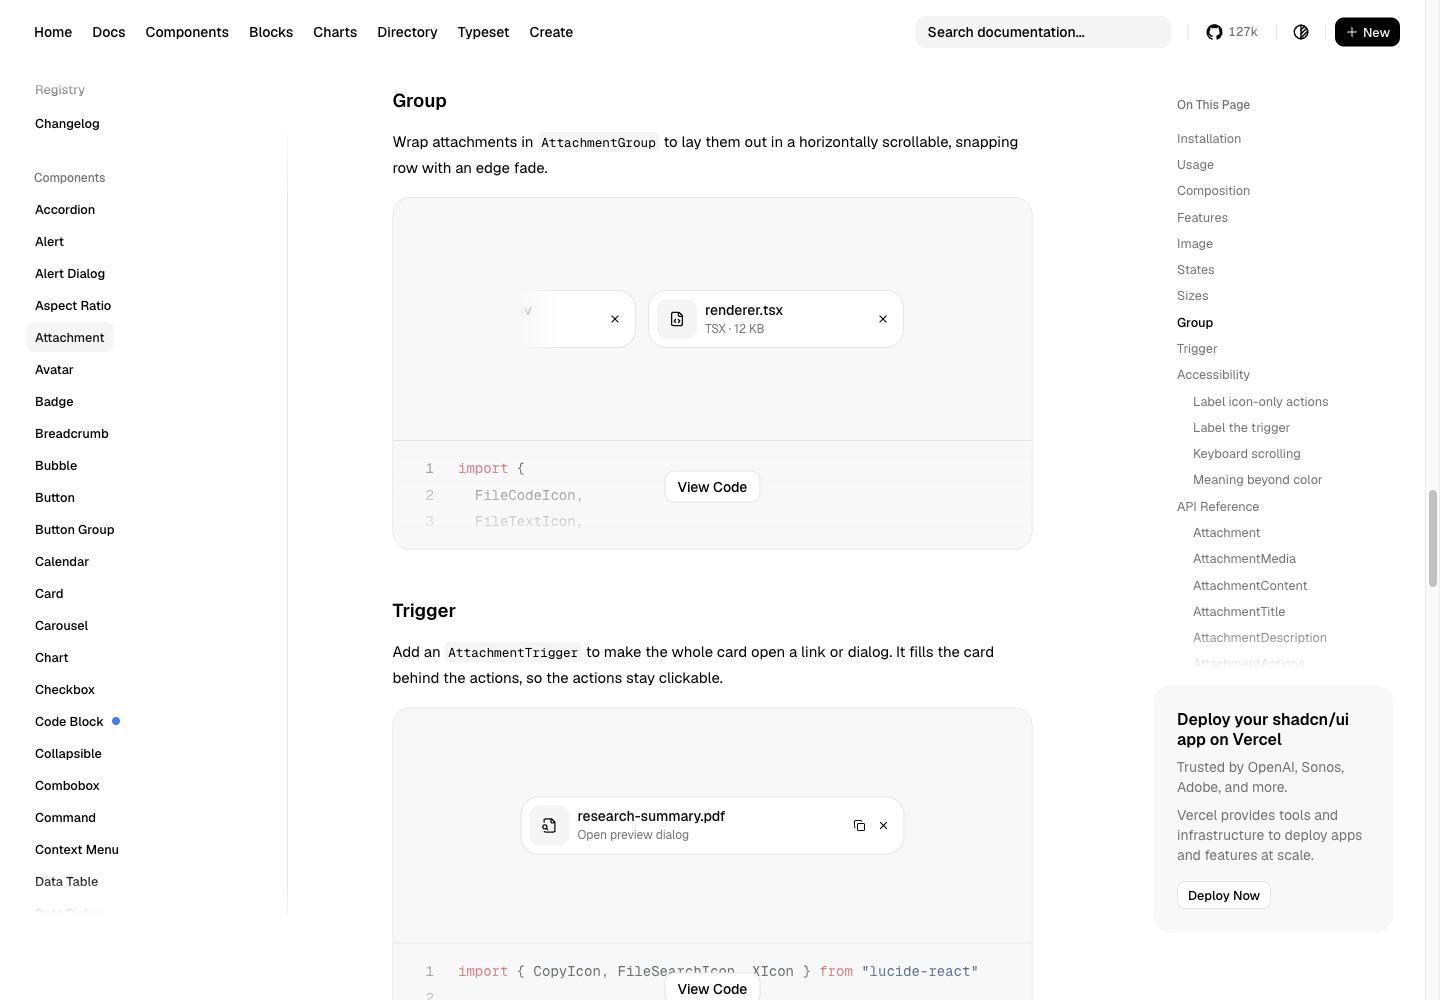 Home Docs Components Blocks Charts Directory Typeset Create
Search documentation...
127k
New
Registry
Changelog
Components
Accordion
Alert
Alert Dialog
Aspect Ratio
Attachment
Avatar
Badge
Breadcrumb
Bubble
Button
Button Group
Calendar
Card
Carousel
Chart
Checkbox
Code Block
Collapsible
Combobox
Command
Context Menu
Data Table
Group
Wrap attachments in AttachmentGroup to lay them out in a horizontally scrollable, snapping
row with an edge fade.
renderer.tsx
TSX · 12 KB
1 import {
2 FileCodeIcon,
3 FileTextIcon,
View Code
Trigger
Add an AttachmentTrigger to make the whole card open a link or dialog. It fills the card
behind the actions, so the actions stay clickable.
research-summary.pdf
Open preview dialog
1 import { CopyIcon, FileSearchIcon, XIcon } from "lucide-react"
2
View Code
On This Page
Installation
Usage
Composition
Features
Image
States
Sizes
Group
Trigger
Accessibility
Label icon-only actions
Label the trigger
Keyboard scrolling
Meaning beyond color
API Reference
Attachment
AttachmentMedia
AttachmentContent
AttachmentTitle
AttachmentDescription
AttachmentActions
Deploy your shadcn/ui
app on Vercel
Trusted by OpenAI, Sonos,
Adobe, and more.
Vercel provides tools and
infrastructure to deploy apps
and features at scale.
Deploy Now